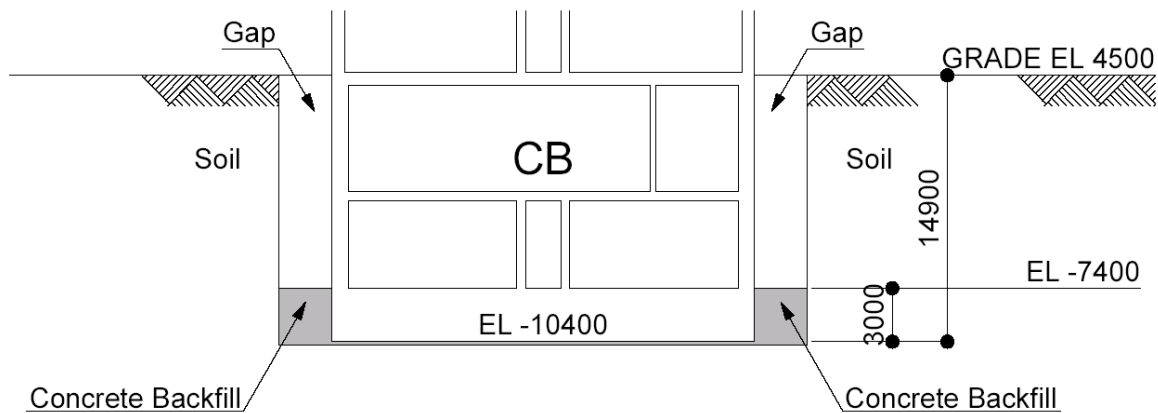 Gap
Gap
GRADE EL 4500
Soil
CB
Soil
14900
EL -7400
EL -10400
3000
Concrete Backfill
Concrete Backfill